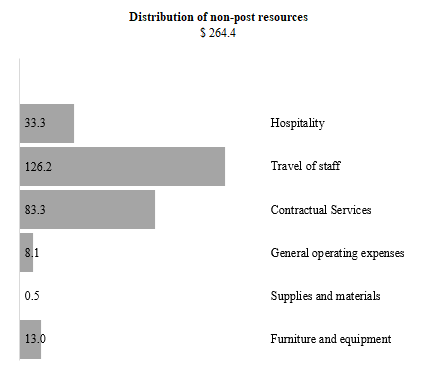 Distribution of non-post resources
$ 264.4
33.3 Hospitality
126.2 Travel of staff
83.3 Contractual Services
8.1 General operating expenses
0.5 Supplies and materials
13.0 Furniture and equipment